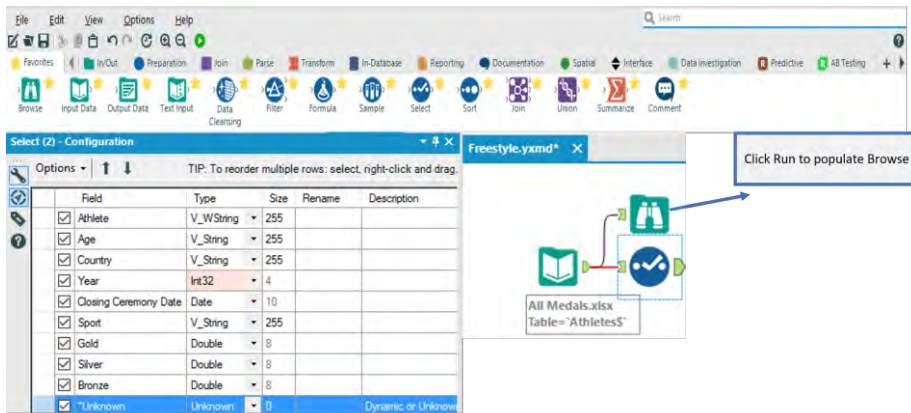 File Edit View Options Help
Search
Favorites In/Out Preparation Join Parse Transform In-Database Reporting Documentation Spatial Interface Data Investigation Predictive AB Testing
Browse Input Data Output Data Text Input Data Cleansing Filter Formula Sample Select Sort Join Union Summarize Comment
Select (2) - Configuration
Options TIP: To reorder multiple rows: select, right-click and drag.
Field Type Size Rename Description
Athlete V_WString 255
Age V_String 255
Country V_String 255
Year Int32 4
Closing Ceremony Date Date 10
Sport V_String 255
Gold Double 8
Silver Double 8
Bronze Double 8
*Unknown Unknown 0 Dynamic or Unknow
Freestyle.yxmd*
Click Run to populate Browse
All Medals.xlsx
Table=`Athletes$`